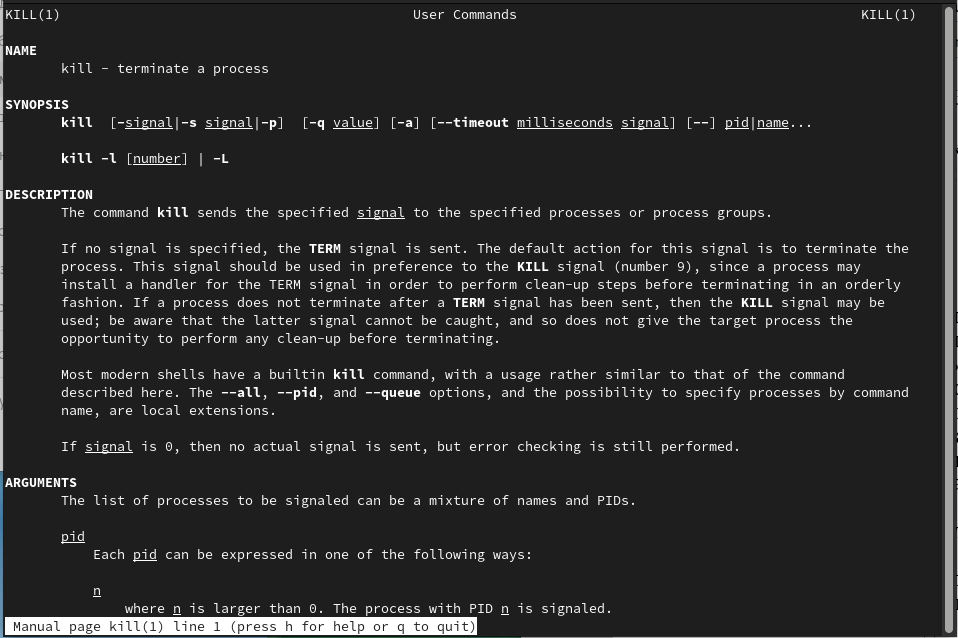 KILL(1) User Commands KILL(1)
NAME
kill - terminate a process
SYNOPSIS
kill [-signal|-s signal|-p] [-q value] [-a] [--timeout milliseconds signal] [--] pid|name...
kill -l [number] | -L
DESCRIPTION
The command kill sends the specified signal to the specified processes or process groups.
If no signal is specified, the TERM signal is sent. The default action for this signal is to terminate the
process. This signal should be used in preference to the KILL signal (number 9), since a process may
install a handler for the TERM signal in order to perform clean-up steps before terminating in an orderly
fashion. If a process does not terminate after a TERM signal has been sent, then the KILL signal may be
used; be aware that the latter signal cannot be caught, and so does not give the target process the
opportunity to perform any clean-up before terminating.
Most modern shells have a builtin kill command, with a usage rather similar to that of the command
described here. The --all, --pid, and --queue options, and the possibility to specify processes by command
name, are local extensions.
If signal is 0, then no actual signal is sent, but error checking is still performed.
ARGUMENTS
The list of processes to be signaled can be a mixture of names and PIDs.
pid
Each pid can be expressed in one of the following ways:
n
where n is larger than 0. The process with PID n is signaled.
Manual page kill(1) line 1 (press h for help or q to quit)